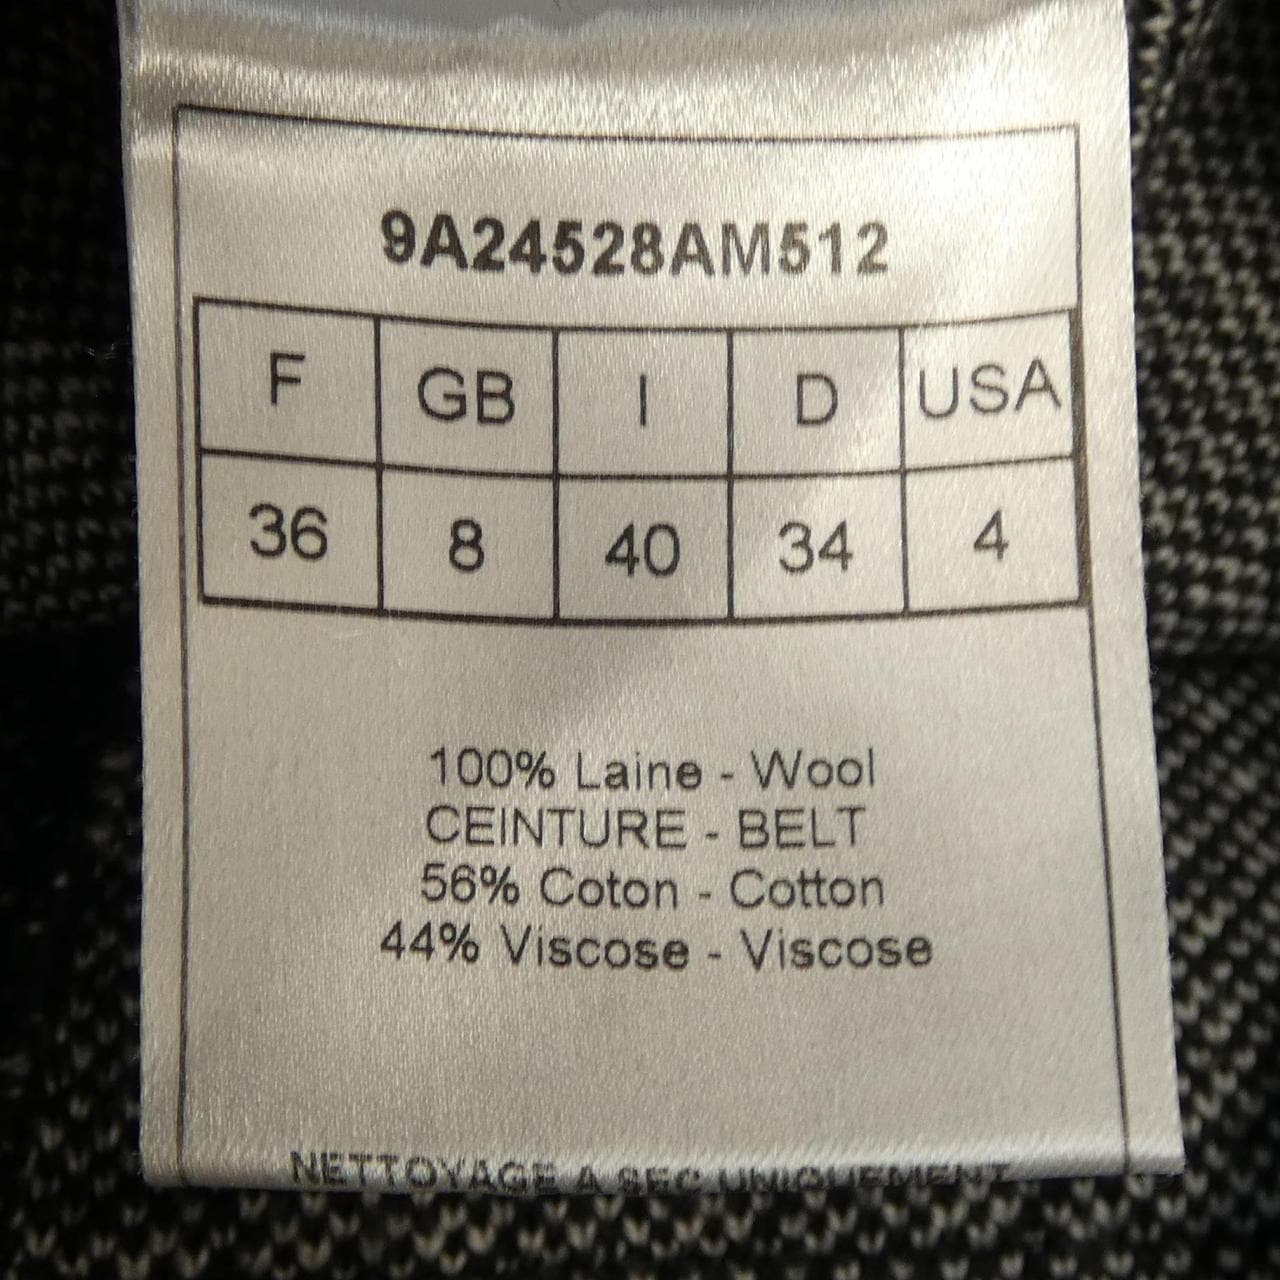 9A24528AM512
F GB I D USA
36 8 40 34 4
100% Laine - Wool
CEINTURE - BELT
56% Coton - Cotton
44% Viscose - Viscose
NETTOYAGE A SEC UNIQUEMENT